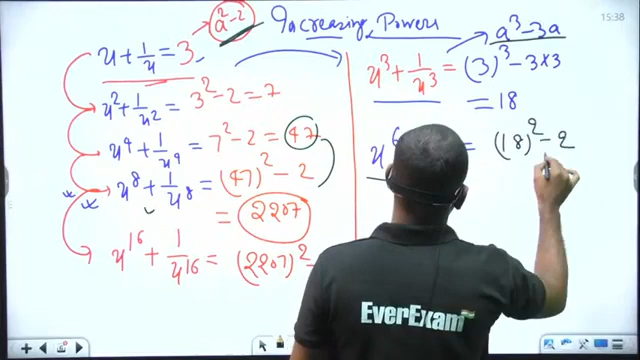 a² - 2
Increasing Powers
15:38
x + 1/x = 3
x² + 1/x² = 3² - 2 = 7
x⁴ + 1/x⁴ = 7² - 2 = 47
x⁸ + 1/x⁸ = (47)² - 2
= 2207
x¹⁶ + 1/x¹⁶ = (2207)² -
a³ - 3a
x³ + 1/x³ = (3)³ - 3×3
= 18
x⁶ = (18)² - 2
EverExam